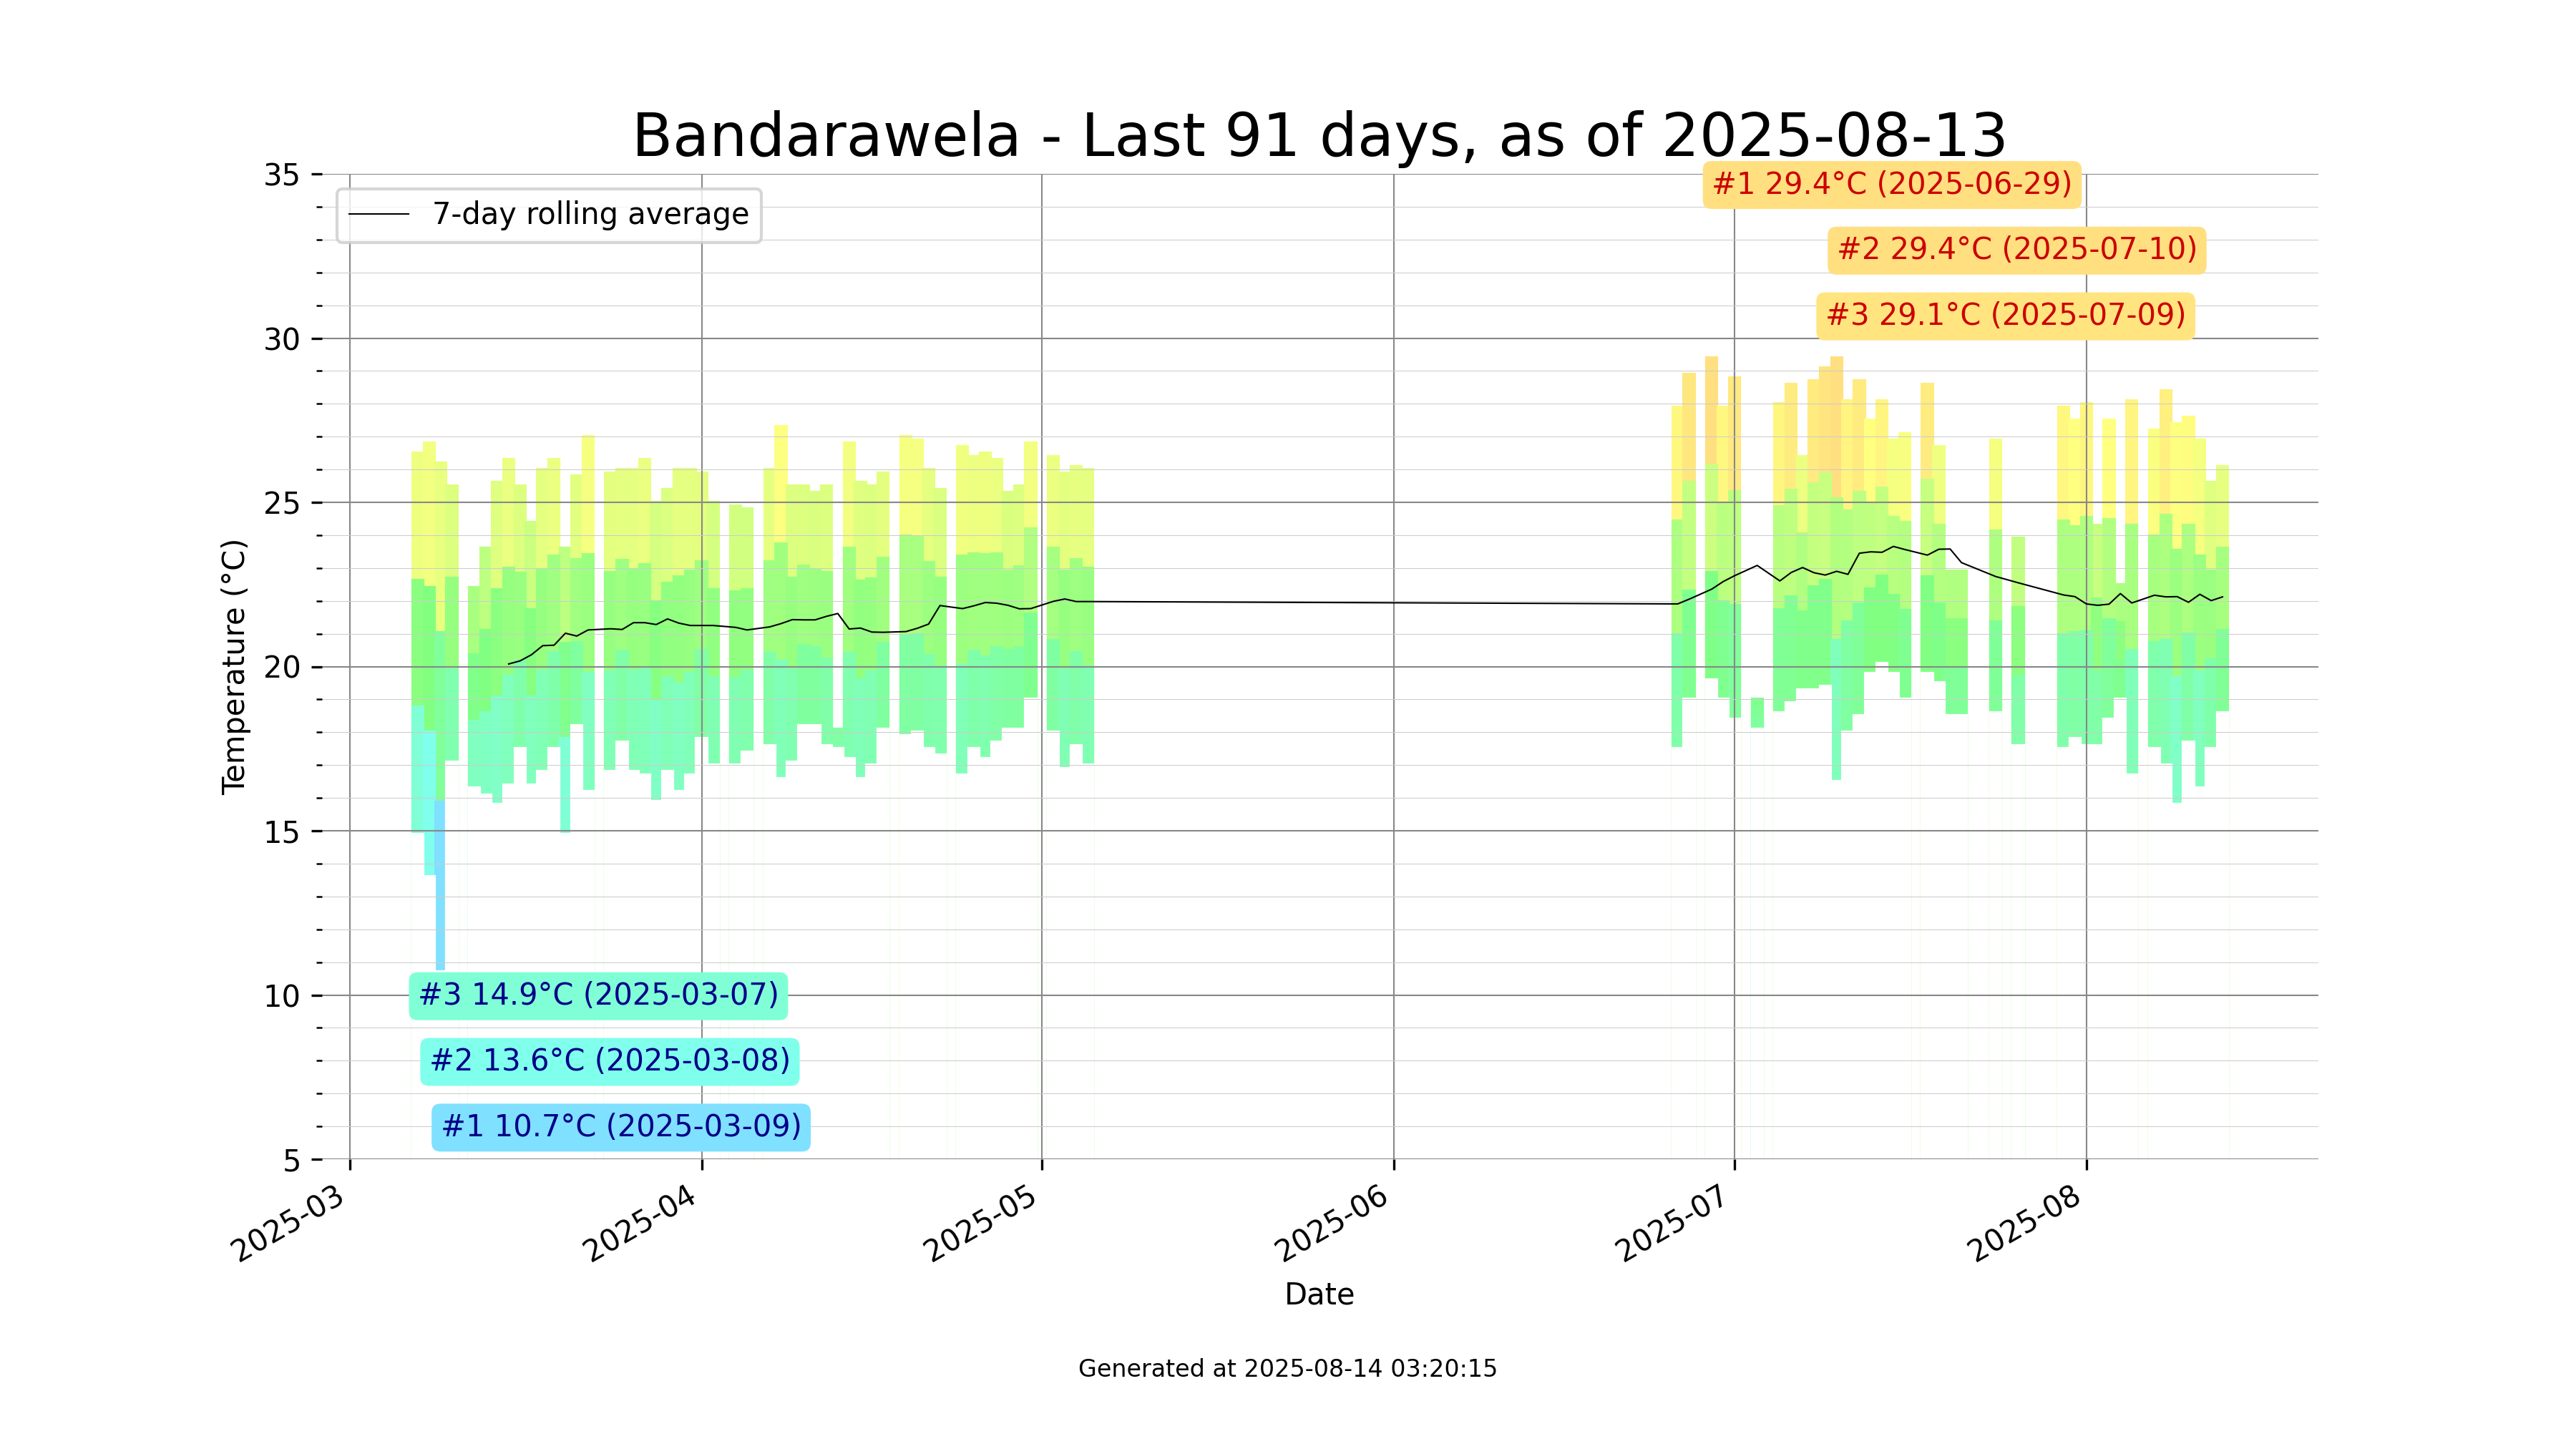 Bandarawela - Last 91 days, as of 2025-08-13
7-day rolling average
#1 29.4°C (2025-06-29)
#2 29.4°C (2025-07-10)
#3 29.1°C (2025-07-09)
35
30
25
20
15
10
5
Temperature (°C)
#3 14.9°C (2025-03-07)
#2 13.6°C (2025-03-08)
#1 10.7°C (2025-03-09)
2025-03
2025-04
2025-05
2025-06
2025-07
2025-08
Date
Generated at 2025-08-14 03:20:15